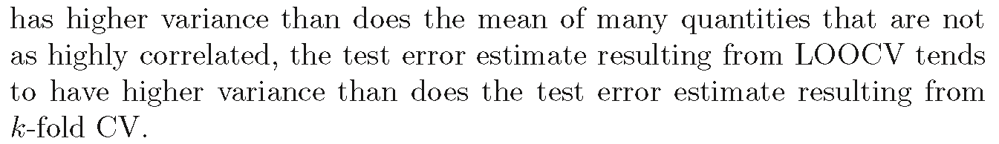 has higher variance than does the mean of many quantities that are not
as highly correlated, the test error estimate resulting from LOOCV tends
to have higher variance than does the test error estimate resulting from
k-fold CV.